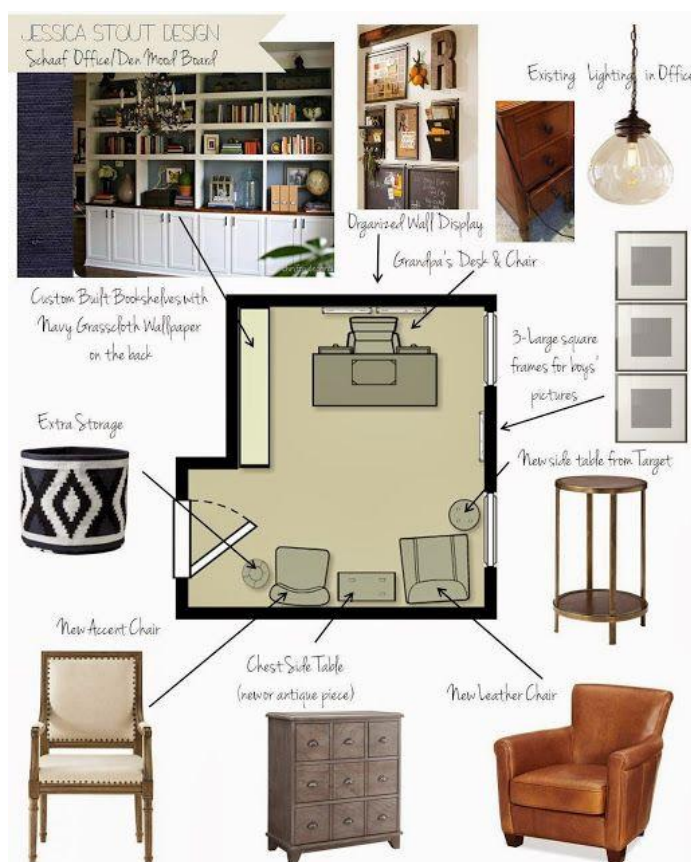 JESSICA STOUT DESIGN
Schaaf Office/Den Mood Board
Existing Lighting in Office
R
Organized Wall Display
Grandpa's Desk & Chair
Custom Built Bookshelves with
Navy Grasscloth Wallpaper
on the back
3-Large square
frames for boys'
pictures
Extra Storage
New side table from Target
New Accent Chair
Chest Side Table
(new or antique piece)
New Leather Chair